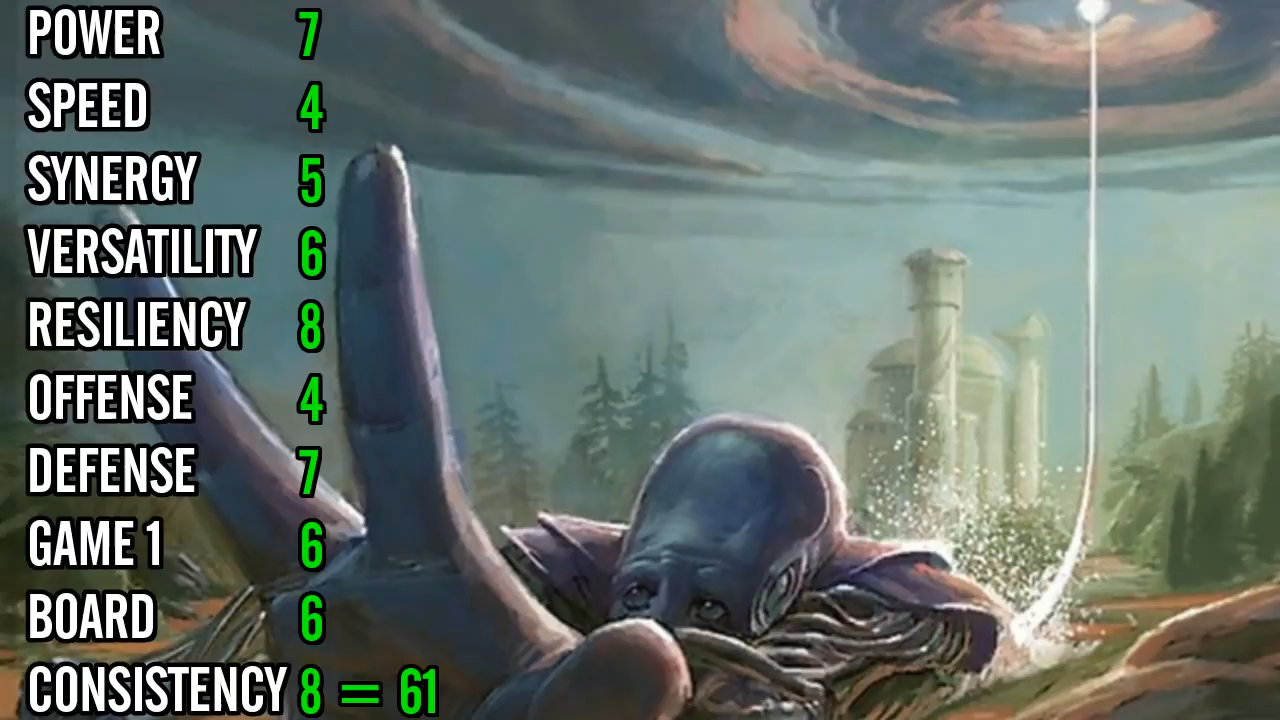 POWER 7
SPEED 4
SYNERGY 5
VERSATILITY 6
RESILIENCY 8
OFFENSE 4
DEFENSE 7
GAME 1 6
BOARD 6
CONSISTENCY 8 = 61